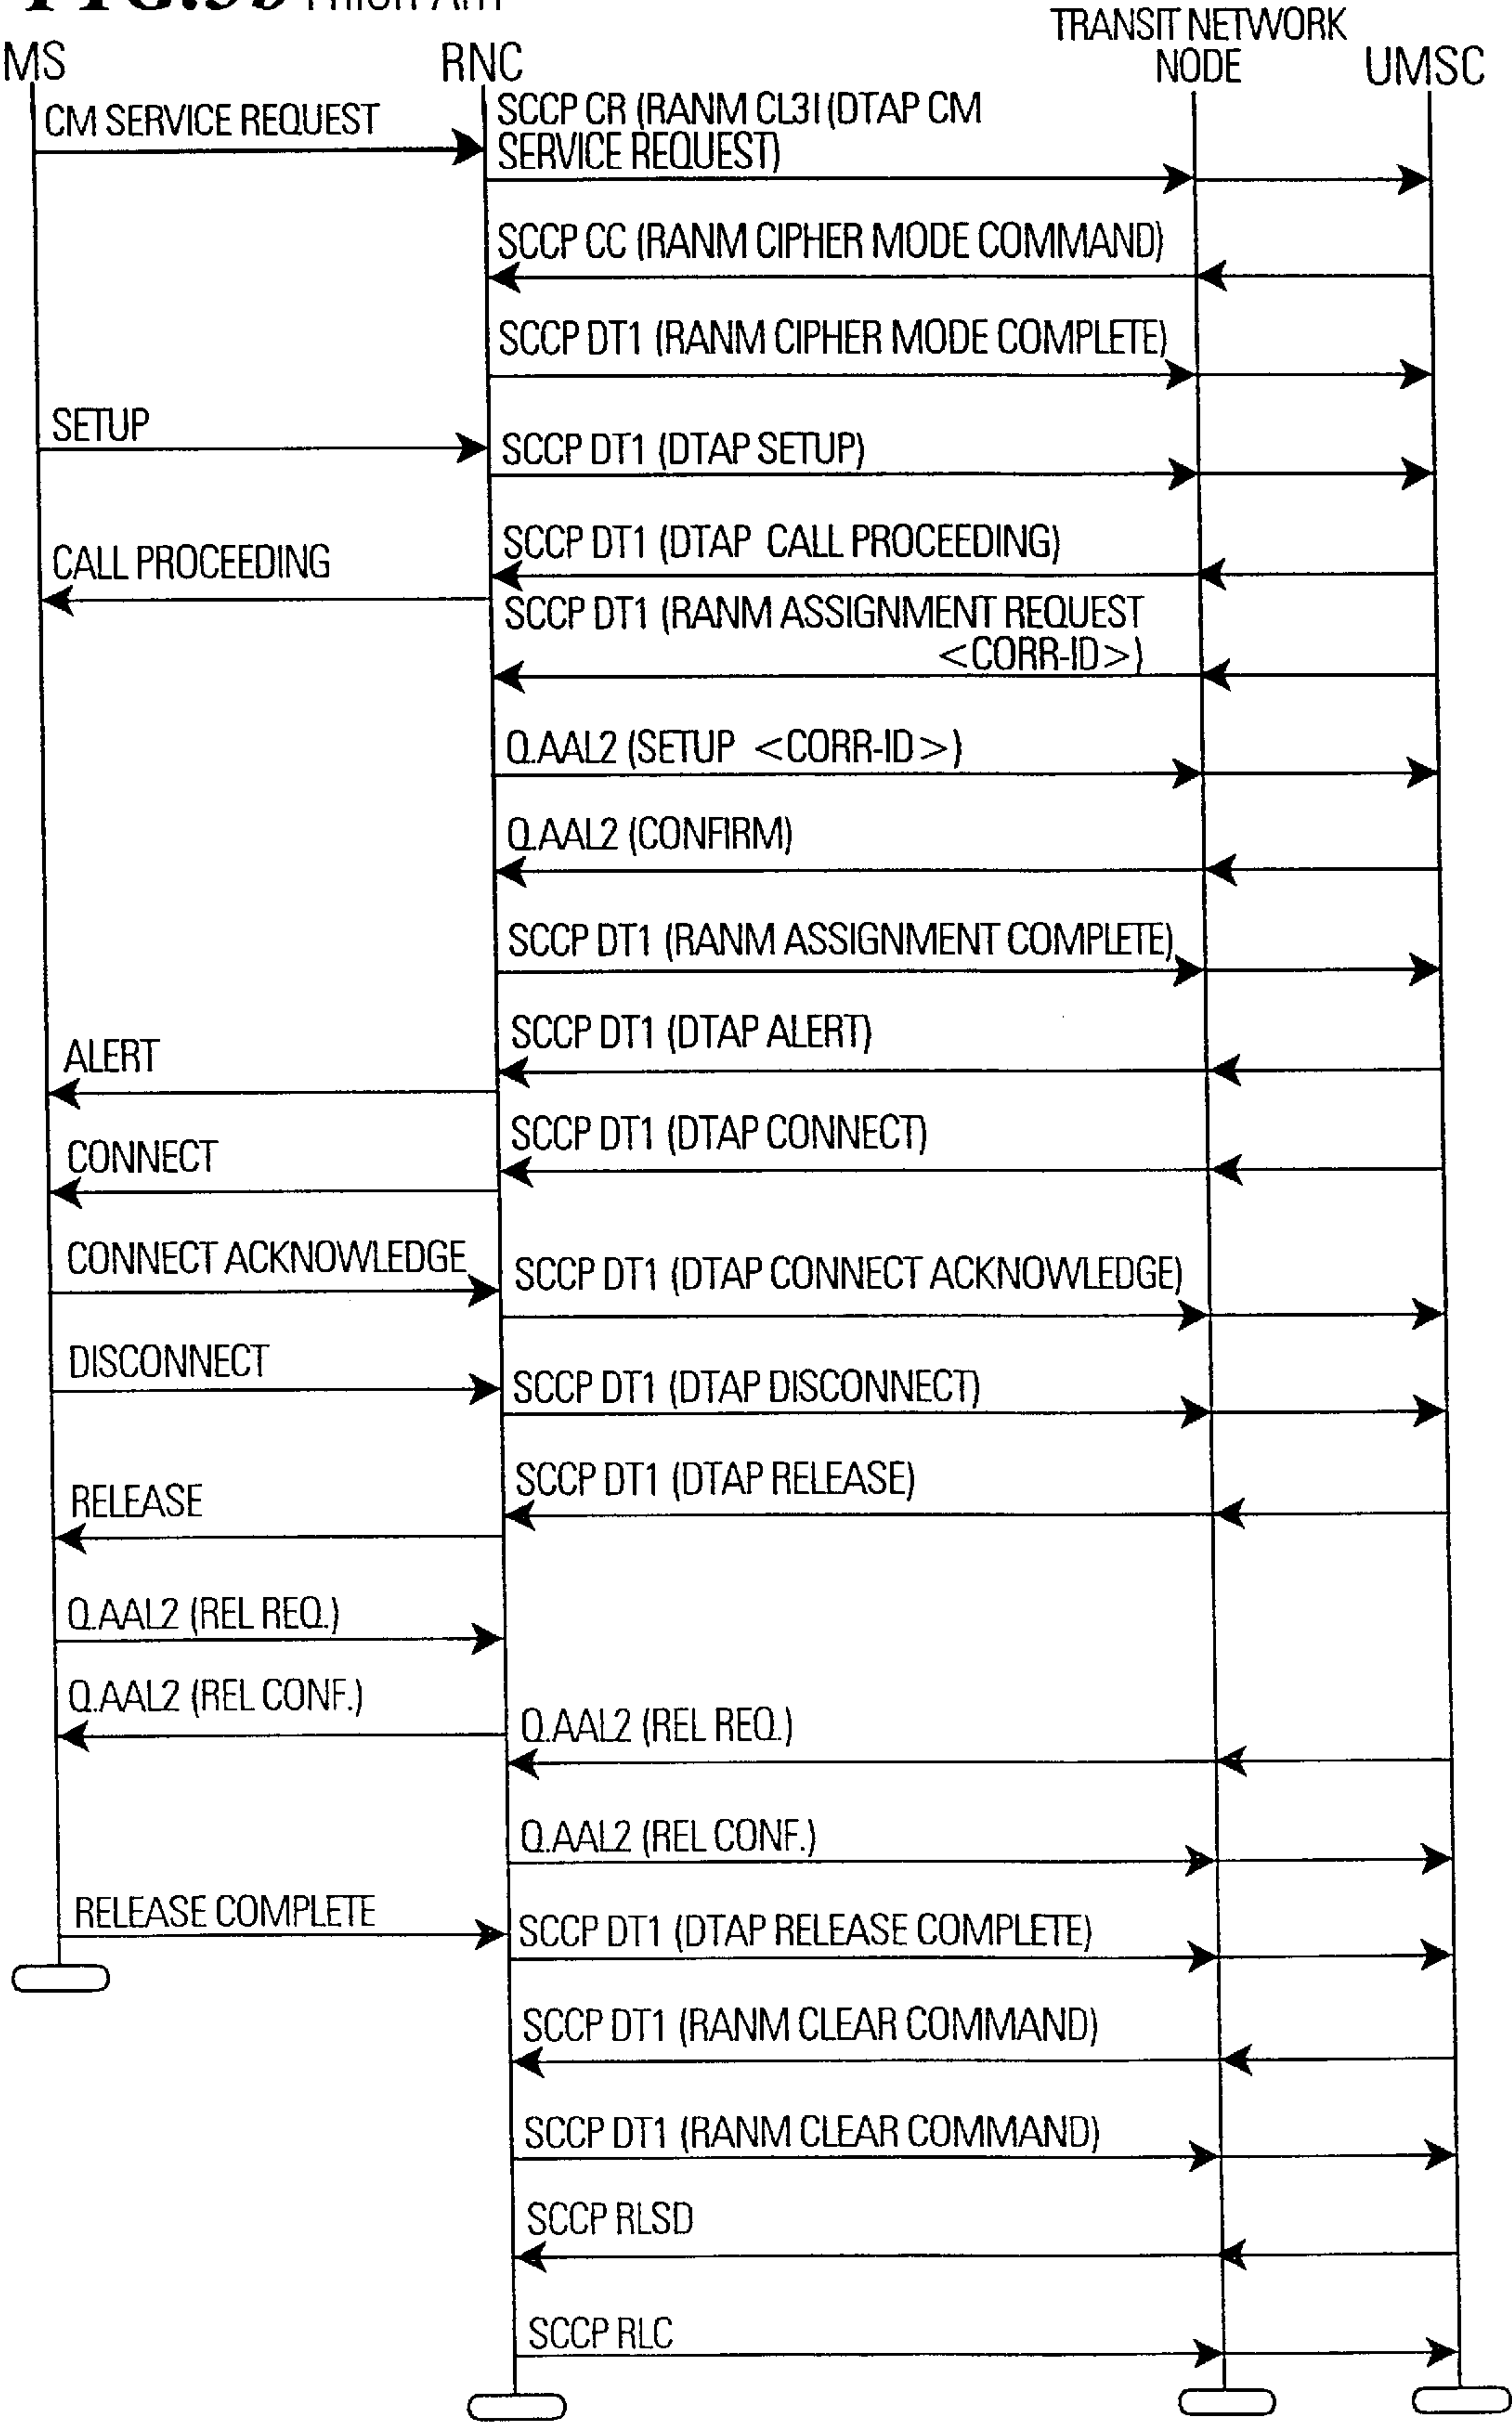 PRIOR ART
TRANSIT NETWORK
NODE
MS
RNC
UMSC
CM SERVICE REQUEST
SCCP CR (RANM CL3I (DTAP CM
SERVICE REQUEST)
SCCP CC (RANM CIPHER MODE COMMAND)
SCCP DT1 (RANM CIPHER MODE COMPLETE)
SETUP
SCCP DT1 (DTAP SETUP)
SCCP DT1 (DTAP CALL PROCEEDING)
CALL PROCEEDING
SCCP DT1 (RANM ASSIGNMENT REQUEST
<CORR-ID>)
Q.AAL2 (SETUP <CORR-ID>)
Q.AAL2 (CONFIRM)
SCCP DT1 (RANM ASSIGNMENT COMPLETE)
SCCP DT1 (DTAP ALERT)
ALERT
SCCP DT1 (DTAP CONNECT)
CONNECT
CONNECT ACKNOWLEDGE
SCCP DT1 (DTAP CONNECT ACKNOWLEDGE)
DISCONNECT
SCCP DT1 (DTAP DISCONNECT)
SCCP DT1 (DTAP RELEASE)
RELEASE
Q.AAL2 (REL REQ.)
Q.AAL2 (REL CONF.)
Q.AAL2 (REL REQ.)
Q.AAL2 (REL CONF.)
RELEASE COMPLETE
SCCP DT1 (DTAP RELEASE COMPLETE)
SCCP DT1 (RANM CLEAR COMMAND)
SCCP DT1 (RANM CLEAR COMMAND)
SCCP RLSD
SCCP RLC